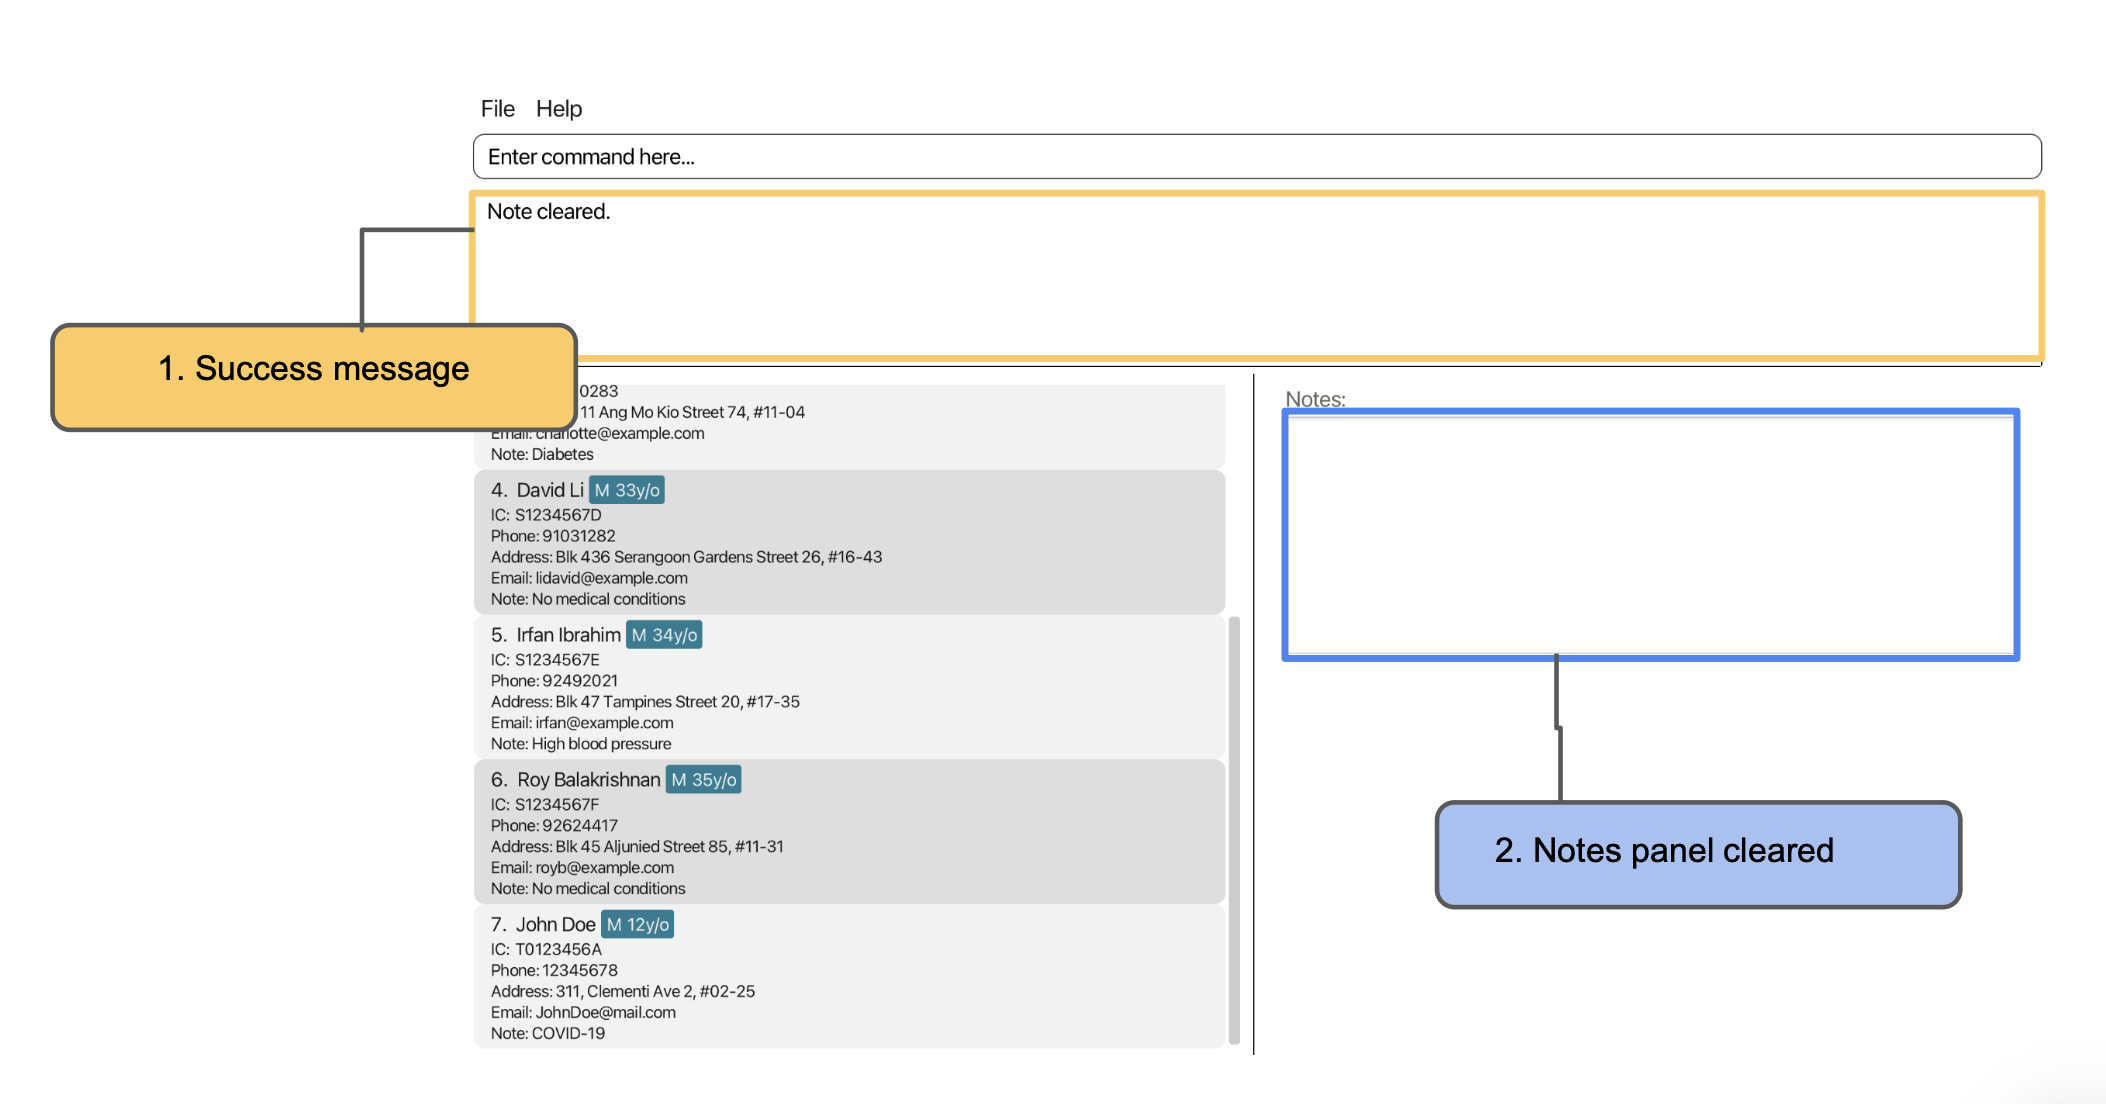 File Help
Enter command here...
Note cleared.
1. Success message
0283
11 Ang Mo Kio Street 74, #11-04
Email: charlotte@example.com
Note: Diabetes
4. David Li M 33y/o
IC: S1234567D
Phone: 91031282
Address: Blk 436 Serangoon Gardens Street 26, #16-43
Email: lidavid@example.com
Note: No medical conditions
5. Irfan Ibrahim M 34y/o
IC: S1234567E
Phone: 92492021
Address: Blk 47 Tampines Street 20, #17-35
Email: irfan@example.com
Note: High blood pressure
6. Roy Balakrishnan M 35y/o
IC: S1234567F
Phone: 92624417
Address: Blk 45 Aljunied Street 85, #11-31
Email: royb@example.com
Note: No medical conditions
7. John Doe M 12y/o
IC: T0123456A
Phone: 12345678
Address: 311, Clementi Ave 2, #02-25
Email: JohnDoe@mail.com
Note: COVID-19
Notes:
2. Notes panel cleared